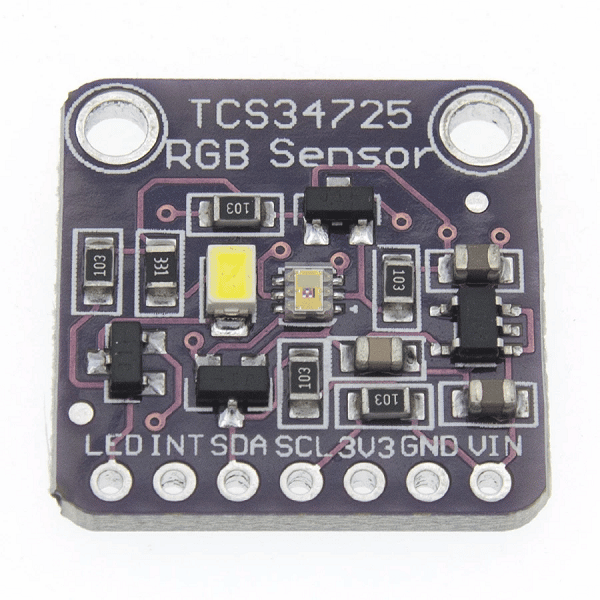 TCS34725
RGB Sensor
103
103
331
103
103
103
LED INT SDA SCL 3V3 GND VIN